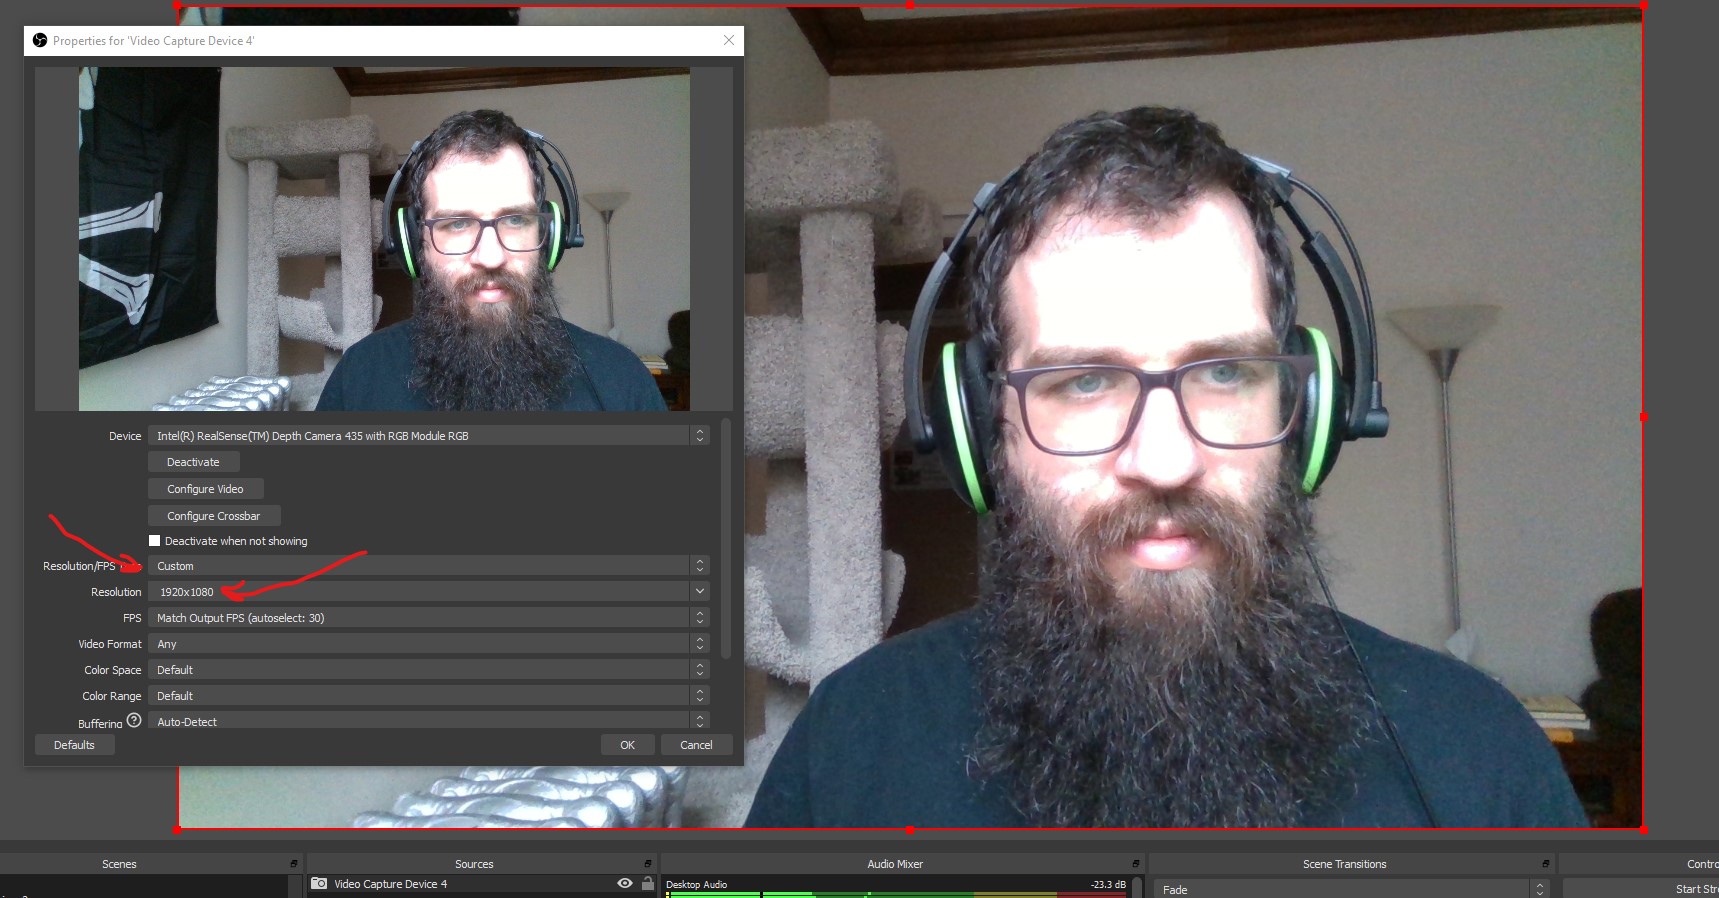 Properties for 'Video Capture Device 4'
Device
Intel(R) RealSense(TM) Depth Camera 435 with RGB Module RGB
Deactivate
Configure Video
Configure Crossbar
Deactivate when not showing
Resolution/FPS
Custom
Resolution
1920x1080
FPS
Match Output FPS (autoselect: 30)
Video Format
Any
Color Space
Default
Color Range
Default
Buffering
?
Auto-Detect
Defaults
OK
Cancel
Scenes
Sources
Audio Mixer
Scene Transitions
Contro
Video Capture Device 4
Desktop Audio
-23.3 dB
Fade
Start Stre